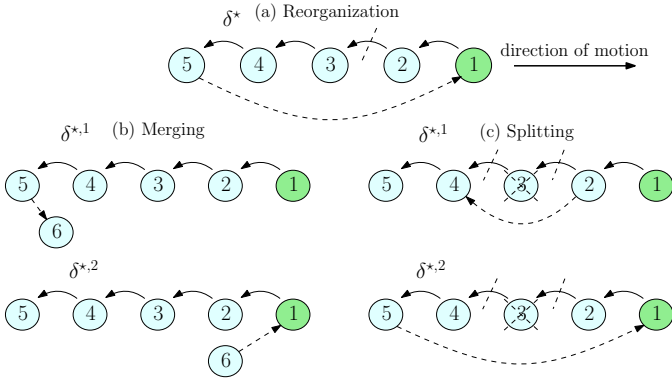 δ⋆ (a) Reorganization
5 4 3 2 1 direction of motion
δ⋆,1 (b) Merging
5 4 3 2 1
6
δ⋆,2
5 4 3 2 1
6
δ⋆,1 (c) Splitting
5 4 3 2 1
δ⋆,2
5 4 3 2 1